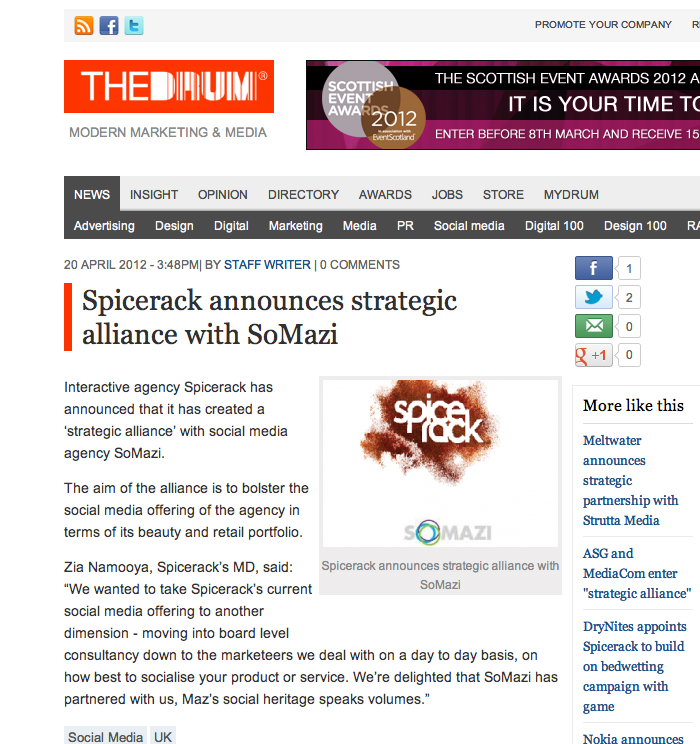 PROMOTE YOUR COMPANY
THEDRUM®
MODERN MARKETING & MEDIA
SCOTTISH
EVENT
AWARDS
2012
in association with
EventScotland
THE SCOTTISH EVENT AWARDS 2012 A
IT IS YOUR TIME TO
ENTER BEFORE 8TH MARCH AND RECEIVE 15
NEWS INSIGHT OPINION DIRECTORY AWARDS JOBS STORE MYDRUM
Advertising Design Digital Marketing Media PR Social media Digital 100 Design 100 RA
20 APRIL 2012 - 3:48PM| BY STAFF WRITER | 0 COMMENTS
Spicerack announces strategic
alliance with SoMazi
Interactive agency Spicerack has
announced that it has created a
‘strategic alliance’ with social media
agency SoMazi.
The aim of the alliance is to bolster the
social media offering of the agency in
terms of its beauty and retail portfolio.
Zia Namooya, Spicerack’s MD, said:
“We wanted to take Spicerack’s current
social media offering to another
dimension - moving into board level
consultancy down to the marketeers we deal with on a day to day basis, on
how best to socialise your product or service. We’re delighted that SoMazi has
partnered with us, Maz’s social heritage speaks volumes.”
spice
rack
SOMAZI
Spicerack announces strategic alliance with
SoMazi
Social Media UK
1
2
0
g +1 0
More like this
Meltwater
announces
strategic
partnership with
Strutta Media
ASG and
MediaCom enter
"strategic alliance"
DryNites appoints
Spicerack to build
on bedwetting
campaign with
game
Nokia announces